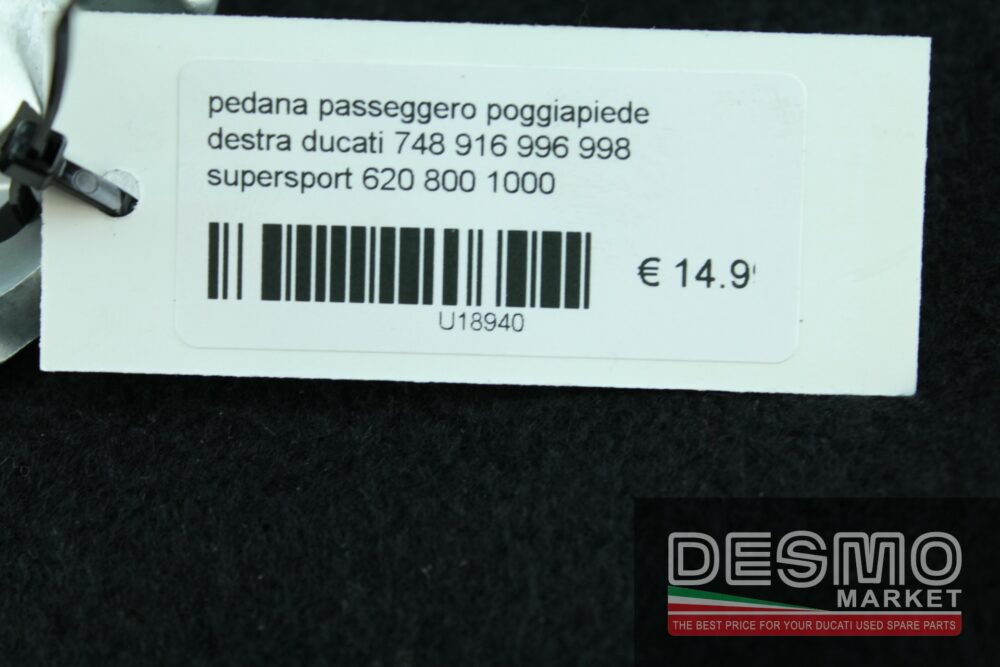 pedana passeggero poggiapiede
destra ducati 748 916 996 998
supersport 620 800 1000
€ 14.9
U18940
DESMO
MARKET
THE BEST PRICE FOR YOUR DUCATI USED SPARE PARTS